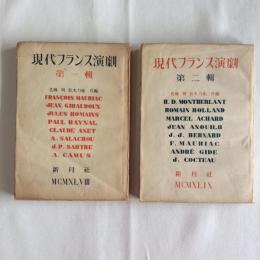 現代フランス演劇
第一輯
FRANÇOIS MAURIAC
JEAN GIRAUDOUX
JULES ROMAINS
PAUL RAYNAL
CLAUDE ANET
A. SALACROU
J.P. SARTRE
A. CAMUS
新月社
MCMXLVIII
現代フランス演劇
第二輯
H. D. MONTHERLANT
ROMAIN ROLLAND
MARCEL ACHARD
JEAN ANOUILH
J. J. BERNARD
F. MAURIAC
ANDRÉ GIDE
J. COCTEAU
新月社
MCMXLIX